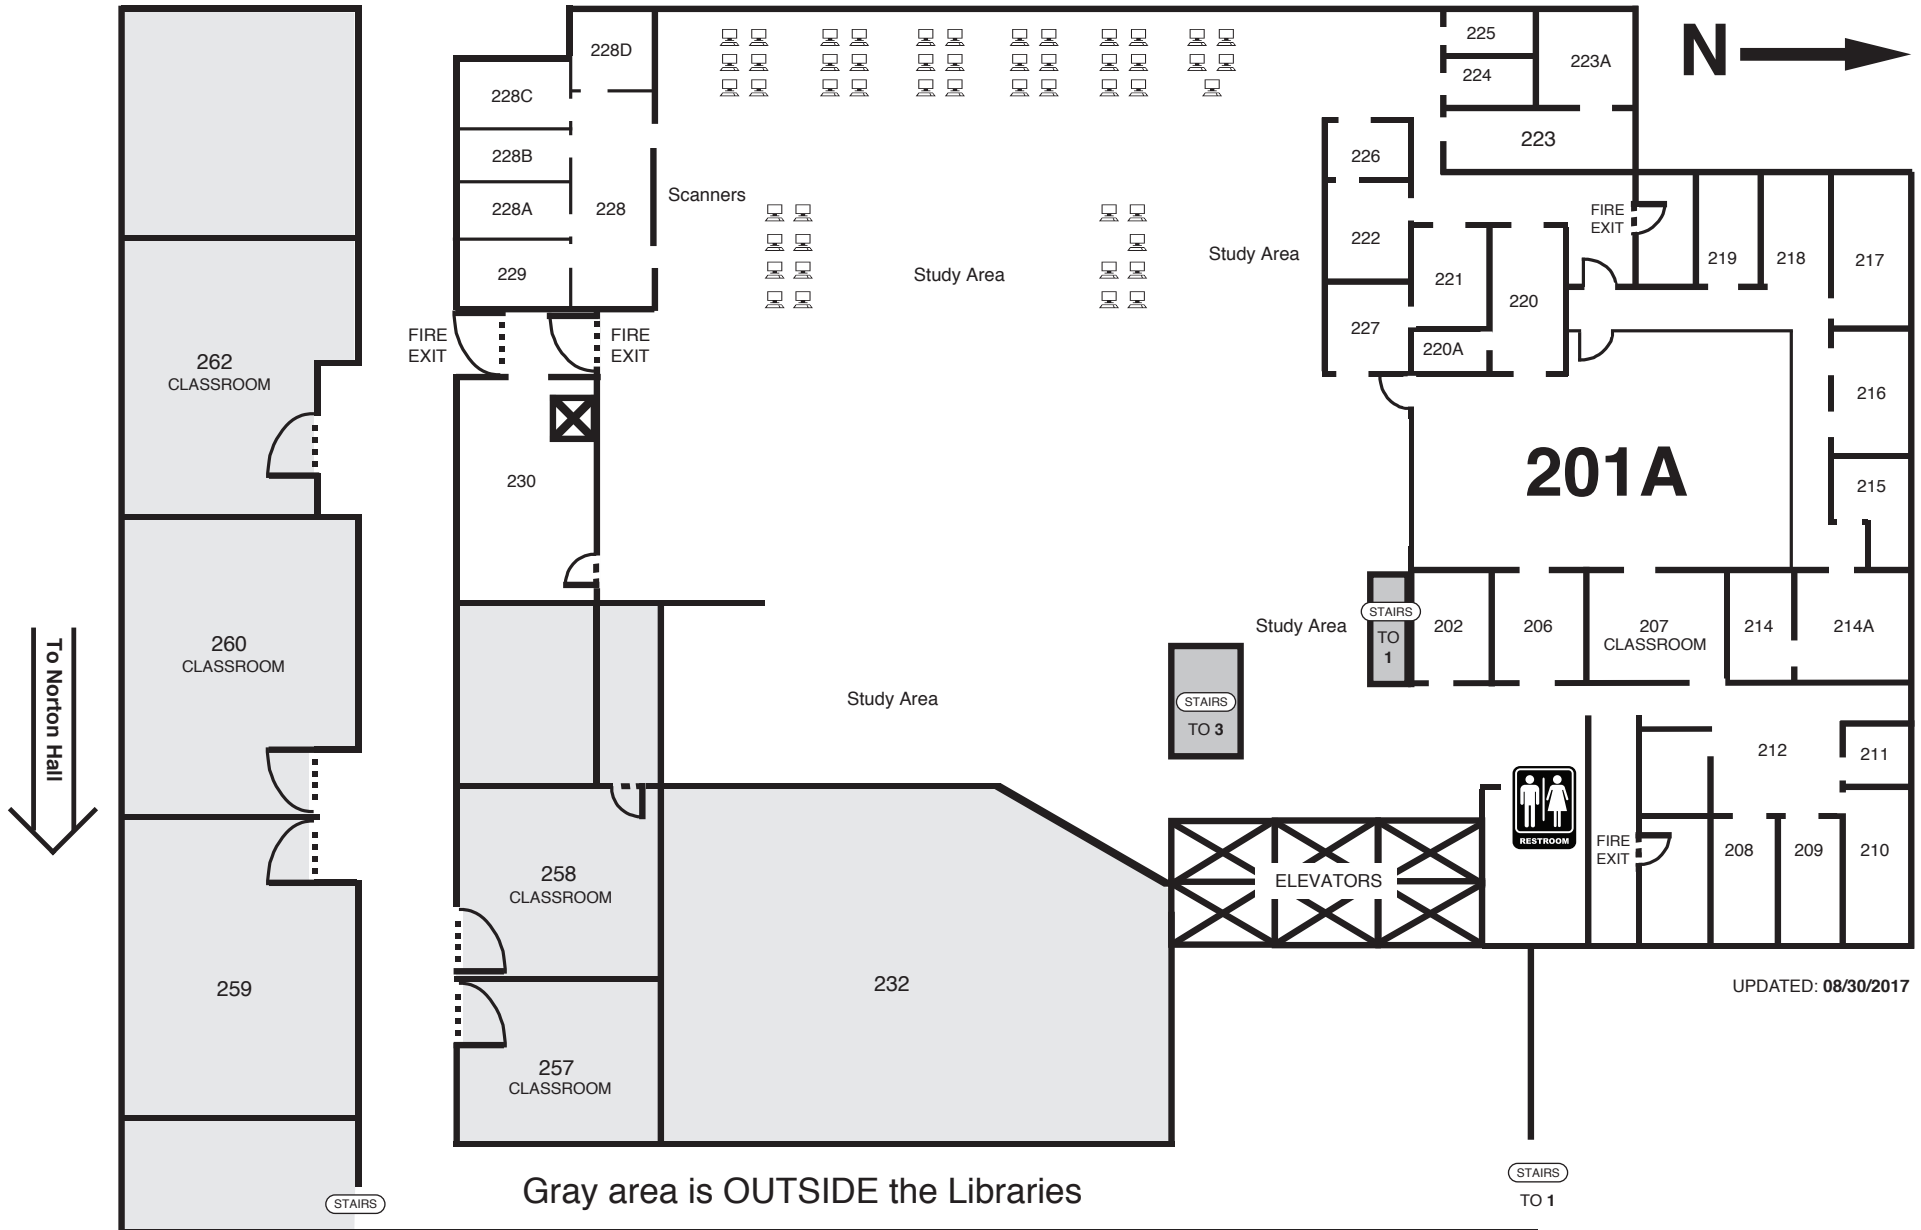 225
228D
N
224
223A
228C
223
228B
226
Scanners
228A
228
FIRE
EXIT
222
Study Area
219
218
217
229
Study Area
221
220
FIRE
EXIT
FIRE
EXIT
227
220A
262
CLASSROOM
216
201A
230
215
STAIRS
TO
1
Study Area
202
206
207
CLASSROOM
214
214A
260
CLASSROOM
To Norton Hall
Study Area
STAIRS
TO 3
212
211
RESTROOM
FIRE
EXIT
208
209
210
258
CLASSROOM
ELEVATORS
259
232
UPDATED: 08/30/2017
257
CLASSROOM
Gray area is OUTSIDE the Libraries
STAIRS
STAIRS
TO 1